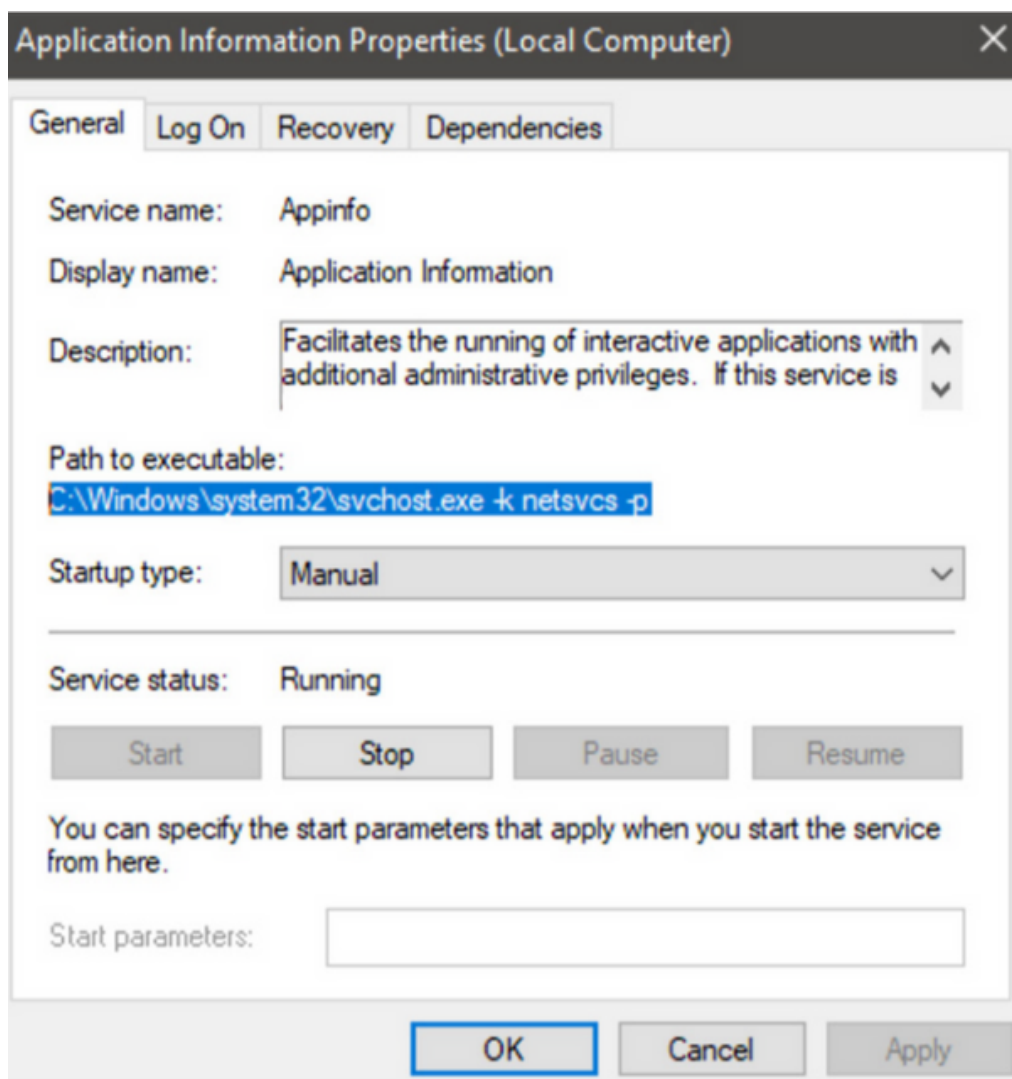 Application Information Properties (Local Computer)
General Log On Recovery Dependencies
Service name: Appinfo
Display name: Application Information
Description: Facilitates the running of interactive applications with
additional administrative privileges. If this service is
Path to executable:
C:\Windows\system32\svchost.exe -k netsvcs -p
Startup type: Manual
Service status: Running
Start Stop Pause Resume
You can specify the start parameters that apply when you start the service
from here.
Start parameters:
OK Cancel Apply